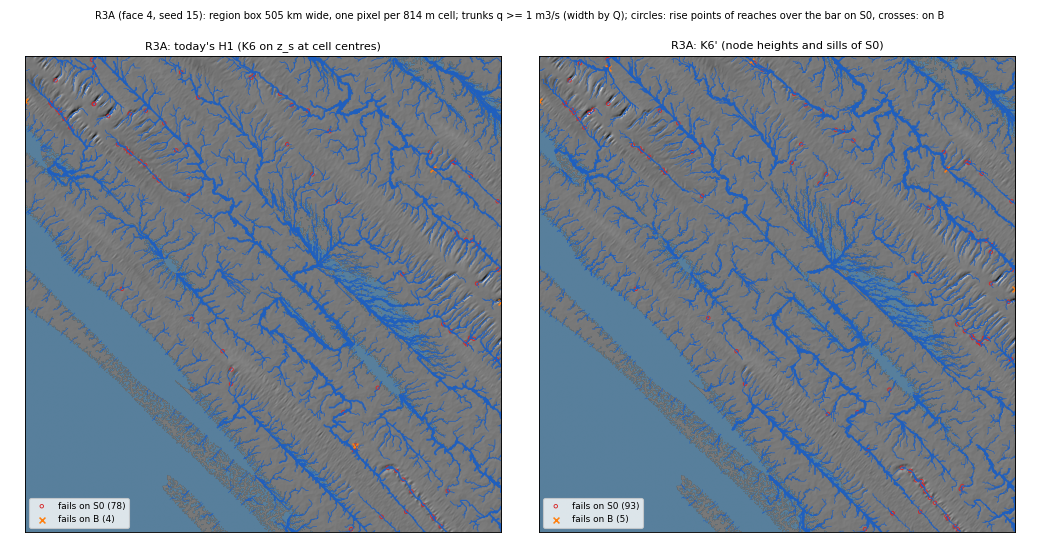 R3A (face 4, seed 15): region box 505 km wide, one pixel per 814 m cell; trunks q >= 1 m3/s (width by Q); circles: rise points of reaches over the bar on S0, crosses: on B
R3A: today's H1 (K6 on z_s at cell centres)
R3A: K6' (node heights and sills of S0)
fails on S0 (78)
fails on B (4)
fails on S0 (93)
fails on B (5)